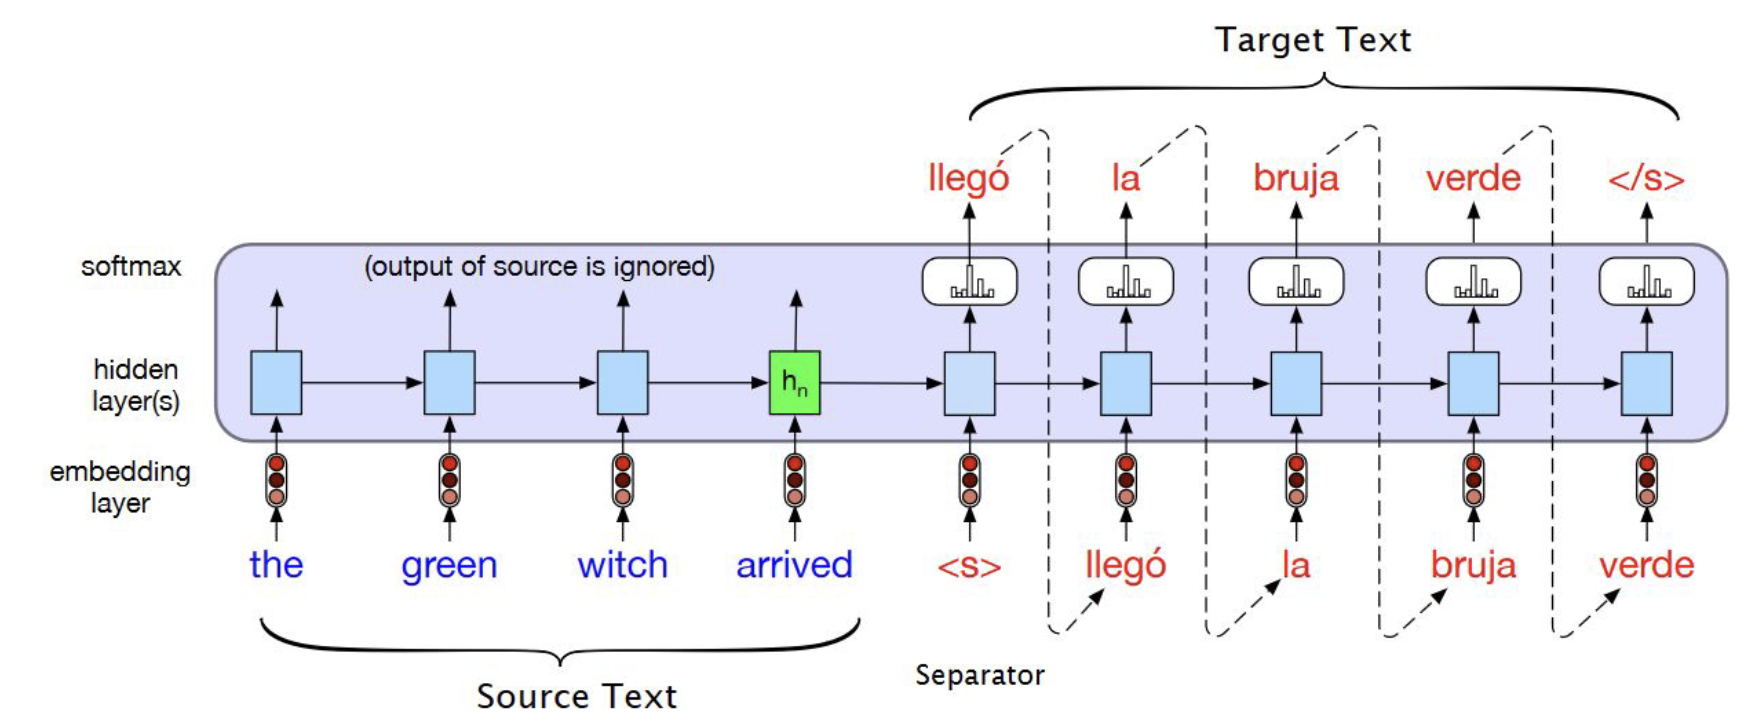 Target Text
llegó la bruja verde </s>
softmax (output of source is ignored)
hidden
layer(s)
hn
embedding
layer
the green witch arrived <s> llegó la bruja verde
Separator
Source Text